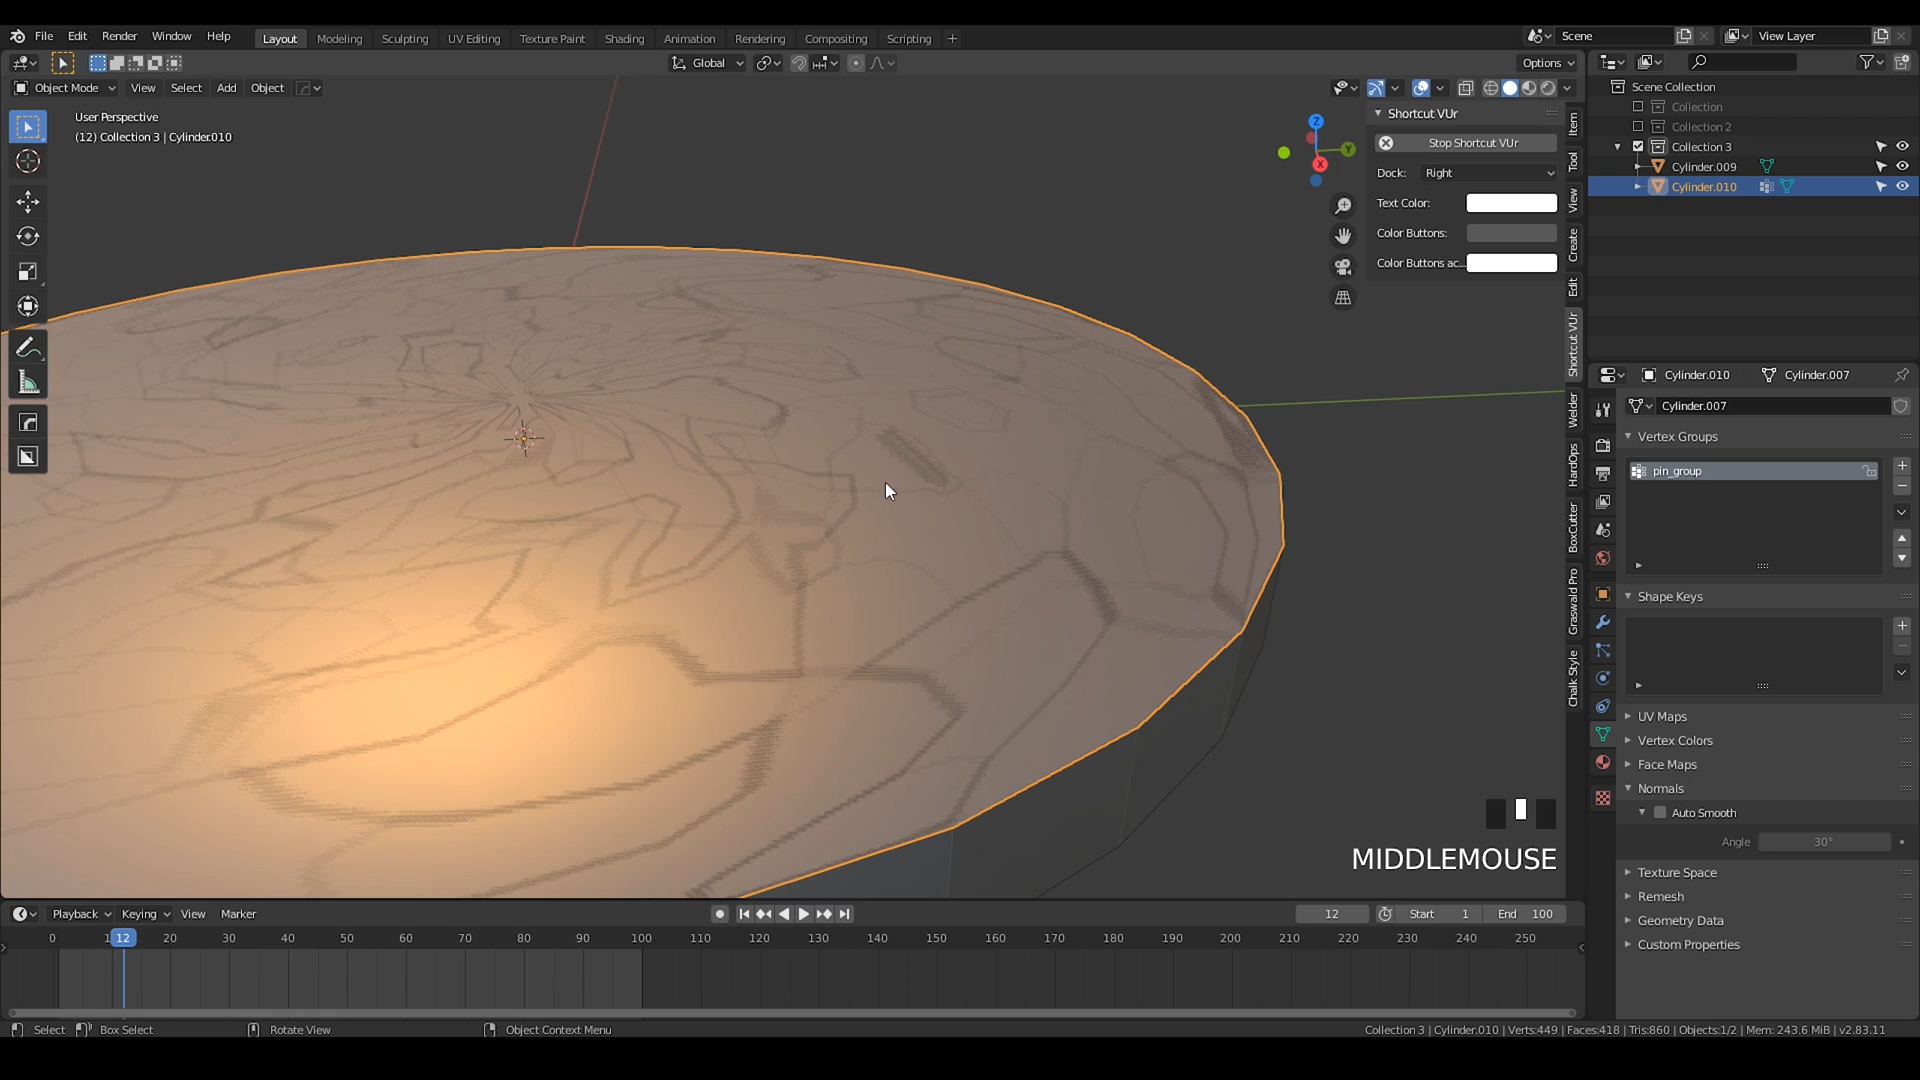 File Edit Render Window Help Layout Modeling Sculpting UV Editing Texture Paint Shading Animation Rendering Compositing Scripting + Scene View Layer
Global Options
Object Mode View Select Add Object
User Perspective
(12) Collection 3 | Cylinder.010
Z
Y
X
Shortcut VUr
Stop Shortcut VUr
Dock: Right
Text Color:
Color Buttons:
Color Buttons ac...
Item
Tool
View
Create
Edit
Shortcut VUr
Welder
HardOps
BoxCutter
Graswald Pro
Chalk Style
Scene Collection
Collection
Collection 2
Collection 3
Cylinder.009
Cylinder.010
Cylinder.010 Cylinder.007
Cylinder.007
Vertex Groups
pin_group
Shape Keys
UV Maps
Vertex Colors
Face Maps
Normals
Auto Smooth
Angle 30°
Texture Space
Remesh
Geometry Data
Custom Properties
MIDDLEMOUSE
Playback Keying View Marker 12 Start 1 End 100
0 12 20 30 40 50 60 70 80 90 100 110 120 130 140 150 160 170 180 190 200 210 220 230 240 250
Select Box Select Rotate View Object Context Menu Collection 3 | Cylinder.010 | Verts:449 | Faces:418 | Tris:860 | Objects:1/2 | Mem: 243.6 MiB | v2.83.11